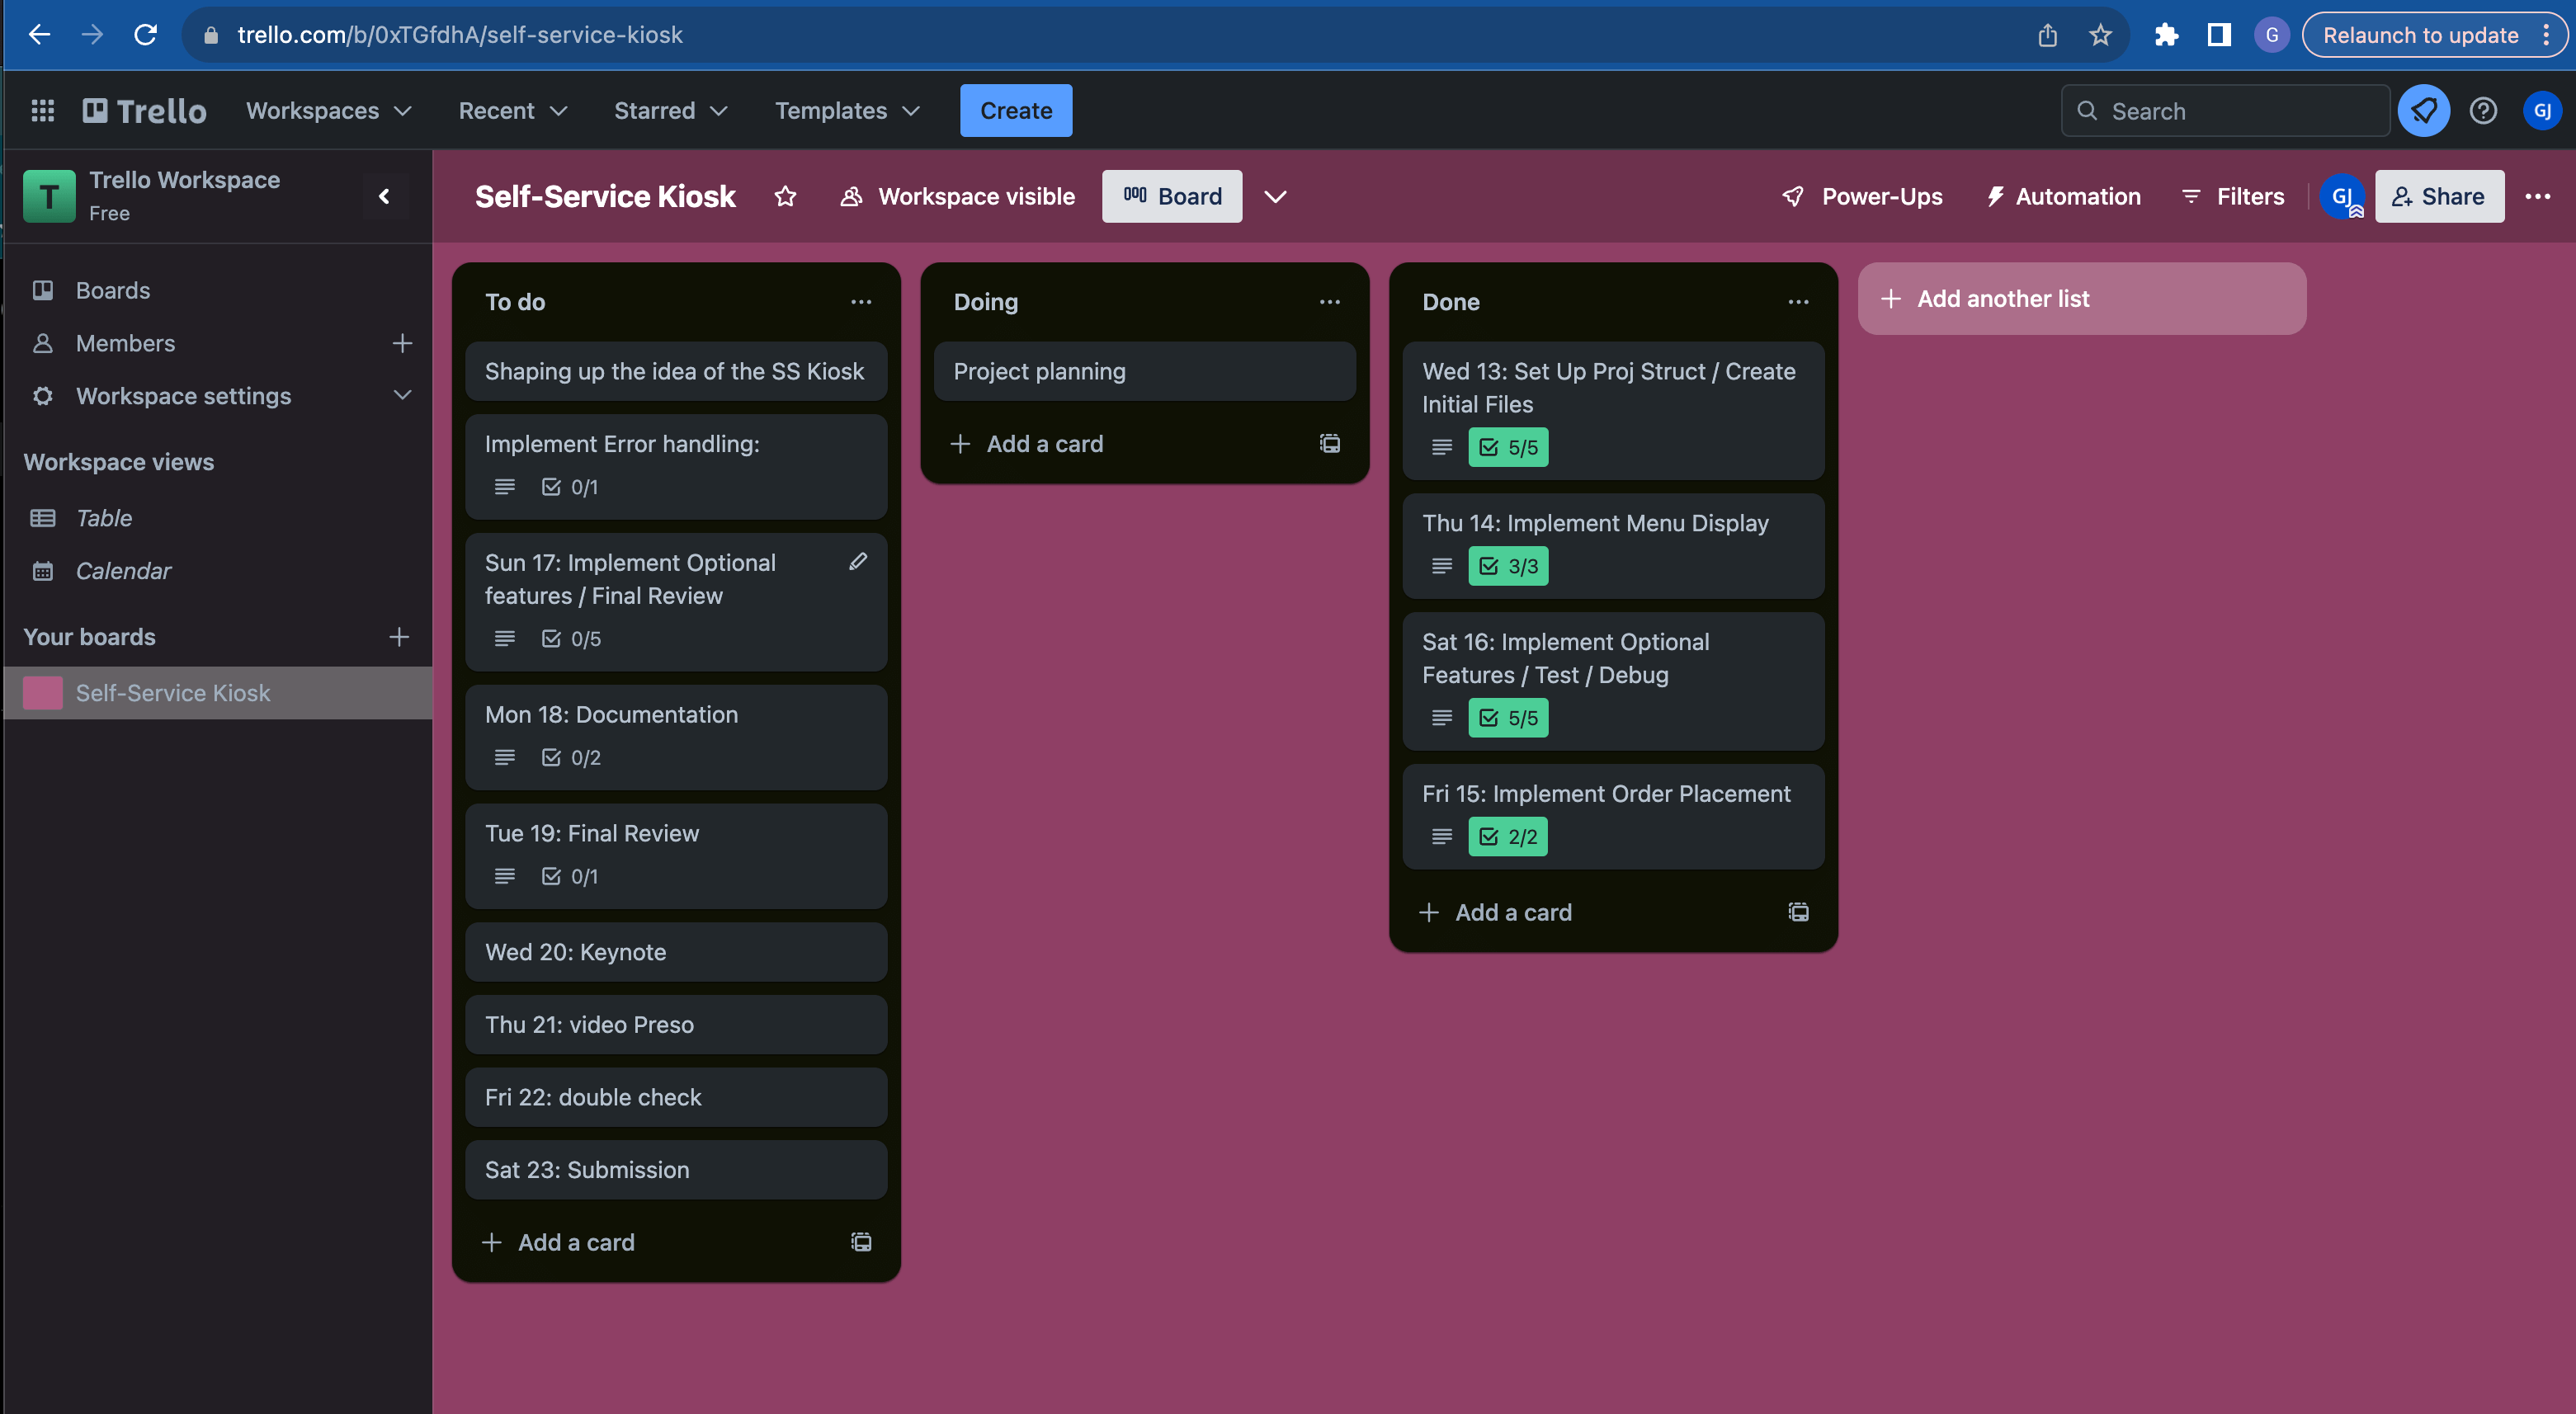 trello.com/b/0xTGfdhA/self-service-kiosk
G
Relaunch to update
Trello
Workspaces
Recent
Starred
Templates
Create
Search
GJ
T
Trello Workspace
Free
Self-Service Kiosk
Workspace visible
Board
Power-Ups
Automation
Filters
GJ
Share
Boards
Members
Workspace settings
Workspace views
Table
Calendar
Your boards
Self-Service Kiosk
To do
Shaping up the idea of the SS Kiosk
Implement Error handling:
0/1
Sun 17: Implement Optional
features / Final Review
0/5
Mon 18: Documentation
0/2
Tue 19: Final Review
0/1
Wed 20: Keynote
Thu 21: video Preso
Fri 22: double check
Sat 23: Submission
Add a card
Doing
Project planning
Add a card
Done
Wed 13: Set Up Proj Struct / Create
Initial Files
5/5
Thu 14: Implement Menu Display
3/3
Sat 16: Implement Optional
Features / Test / Debug
5/5
Fri 15: Implement Order Placement
2/2
Add a card
Add another list